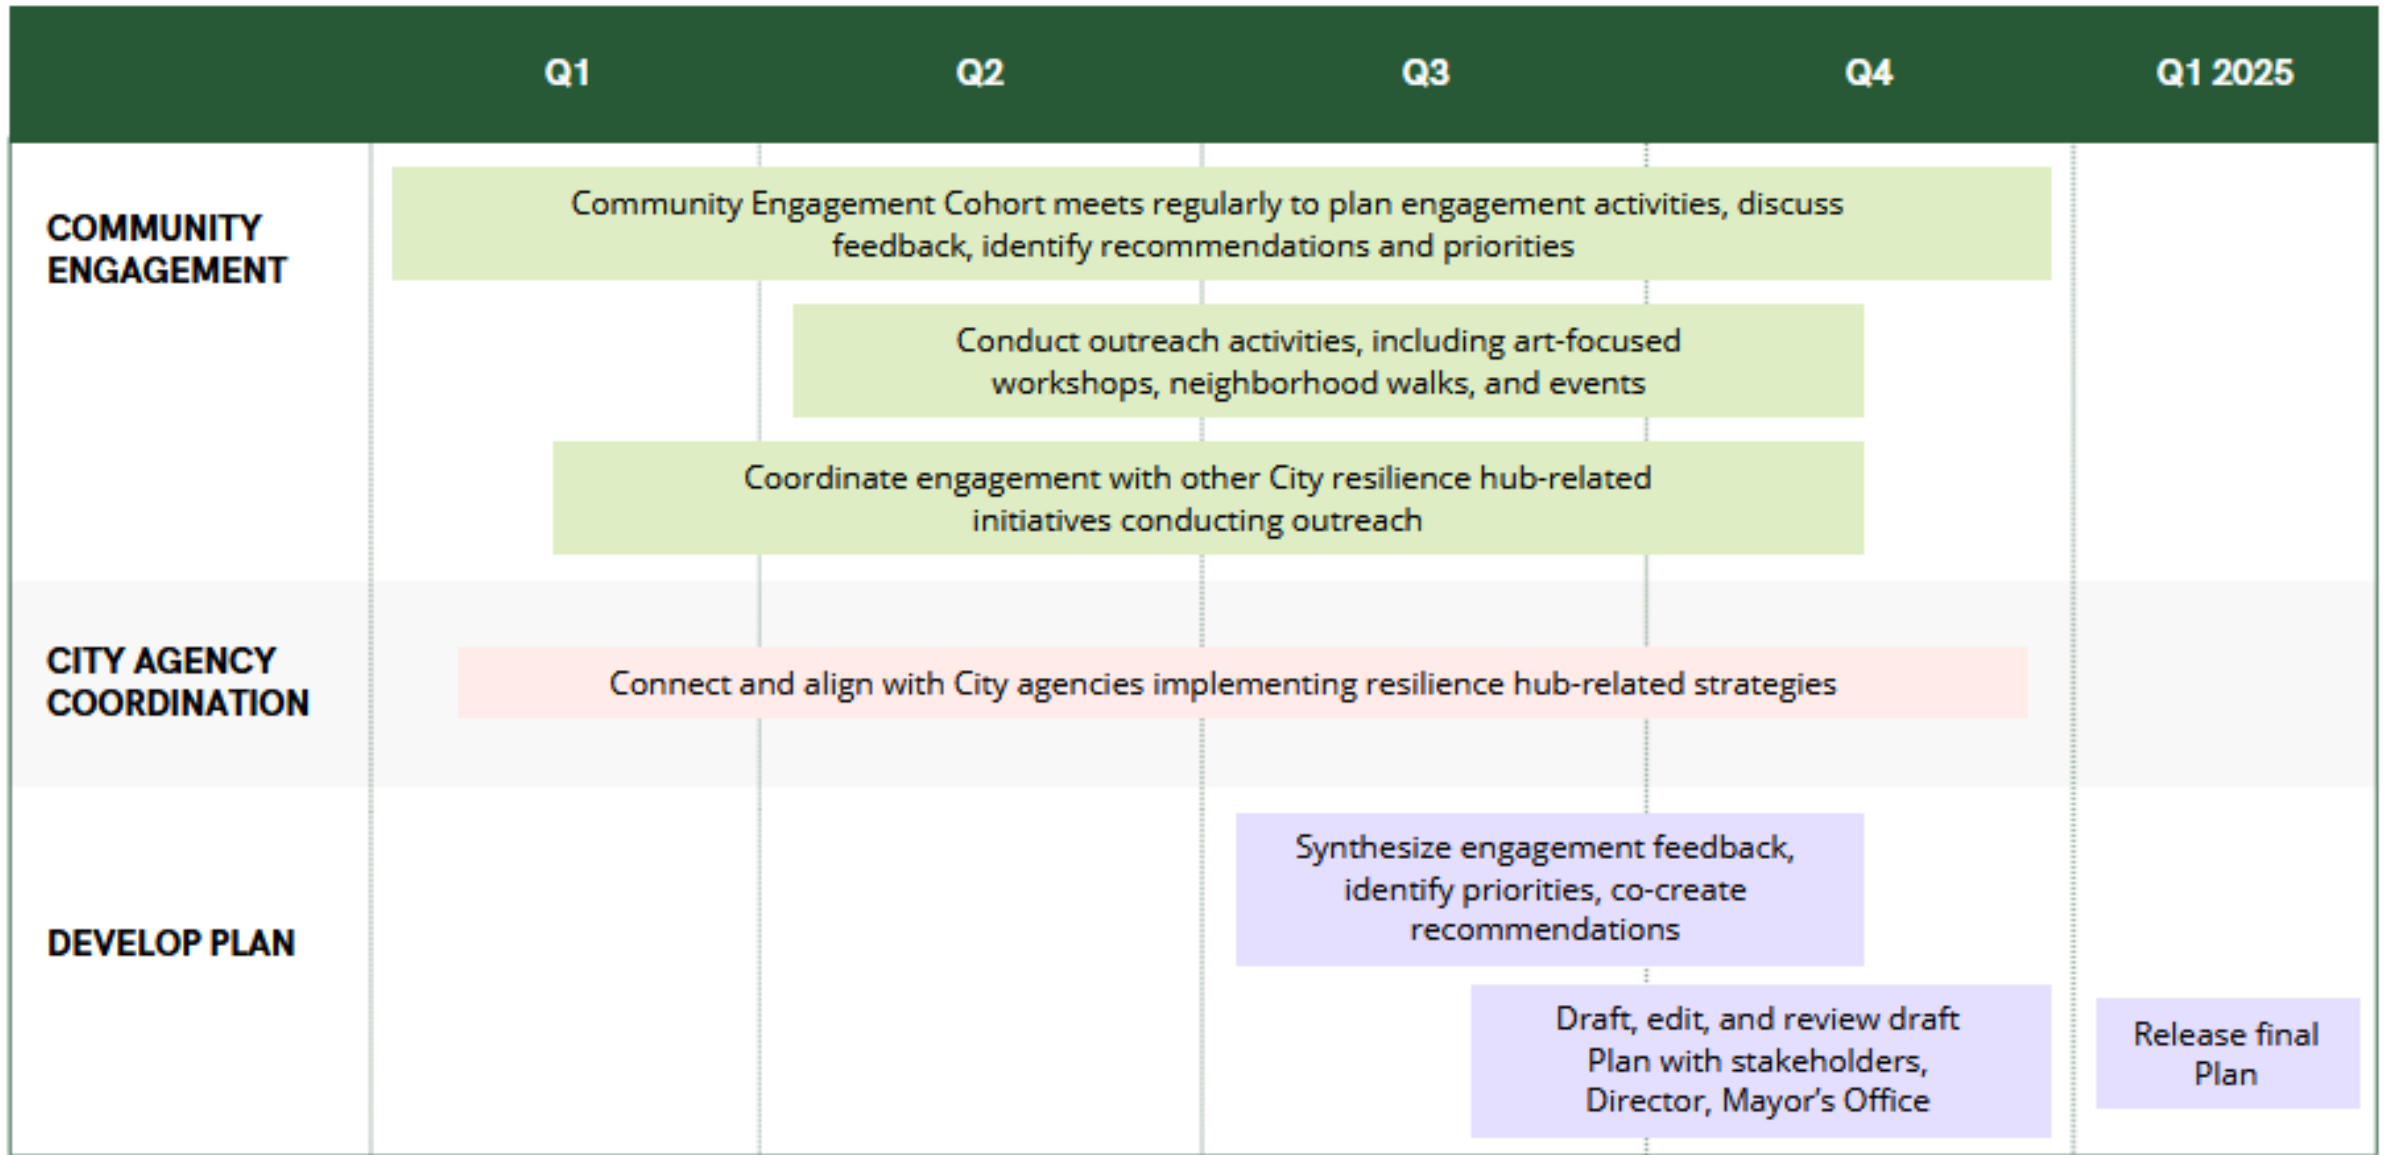 Q1
Q2
Q3
Q4
Q1 2025
COMMUNITY
ENGAGEMENT
Community Engagement Cohort meets regularly to plan engagement activities, discuss
feedback, identify recommendations and priorities
Conduct outreach activities, including art-focused
workshops, neighborhood walks, and events
Coordinate engagement with other City resilience hub-related
initiatives conducting outreach
CITY AGENCY
COORDINATION
Connect and align with City agencies implementing resilience hub-related strategies
DEVELOP PLAN
Synthesize engagement feedback,
identify priorities, co-create
recommendations
Draft, edit, and review draft
Plan with stakeholders,
Director, Mayor’s Office
Release final
Plan